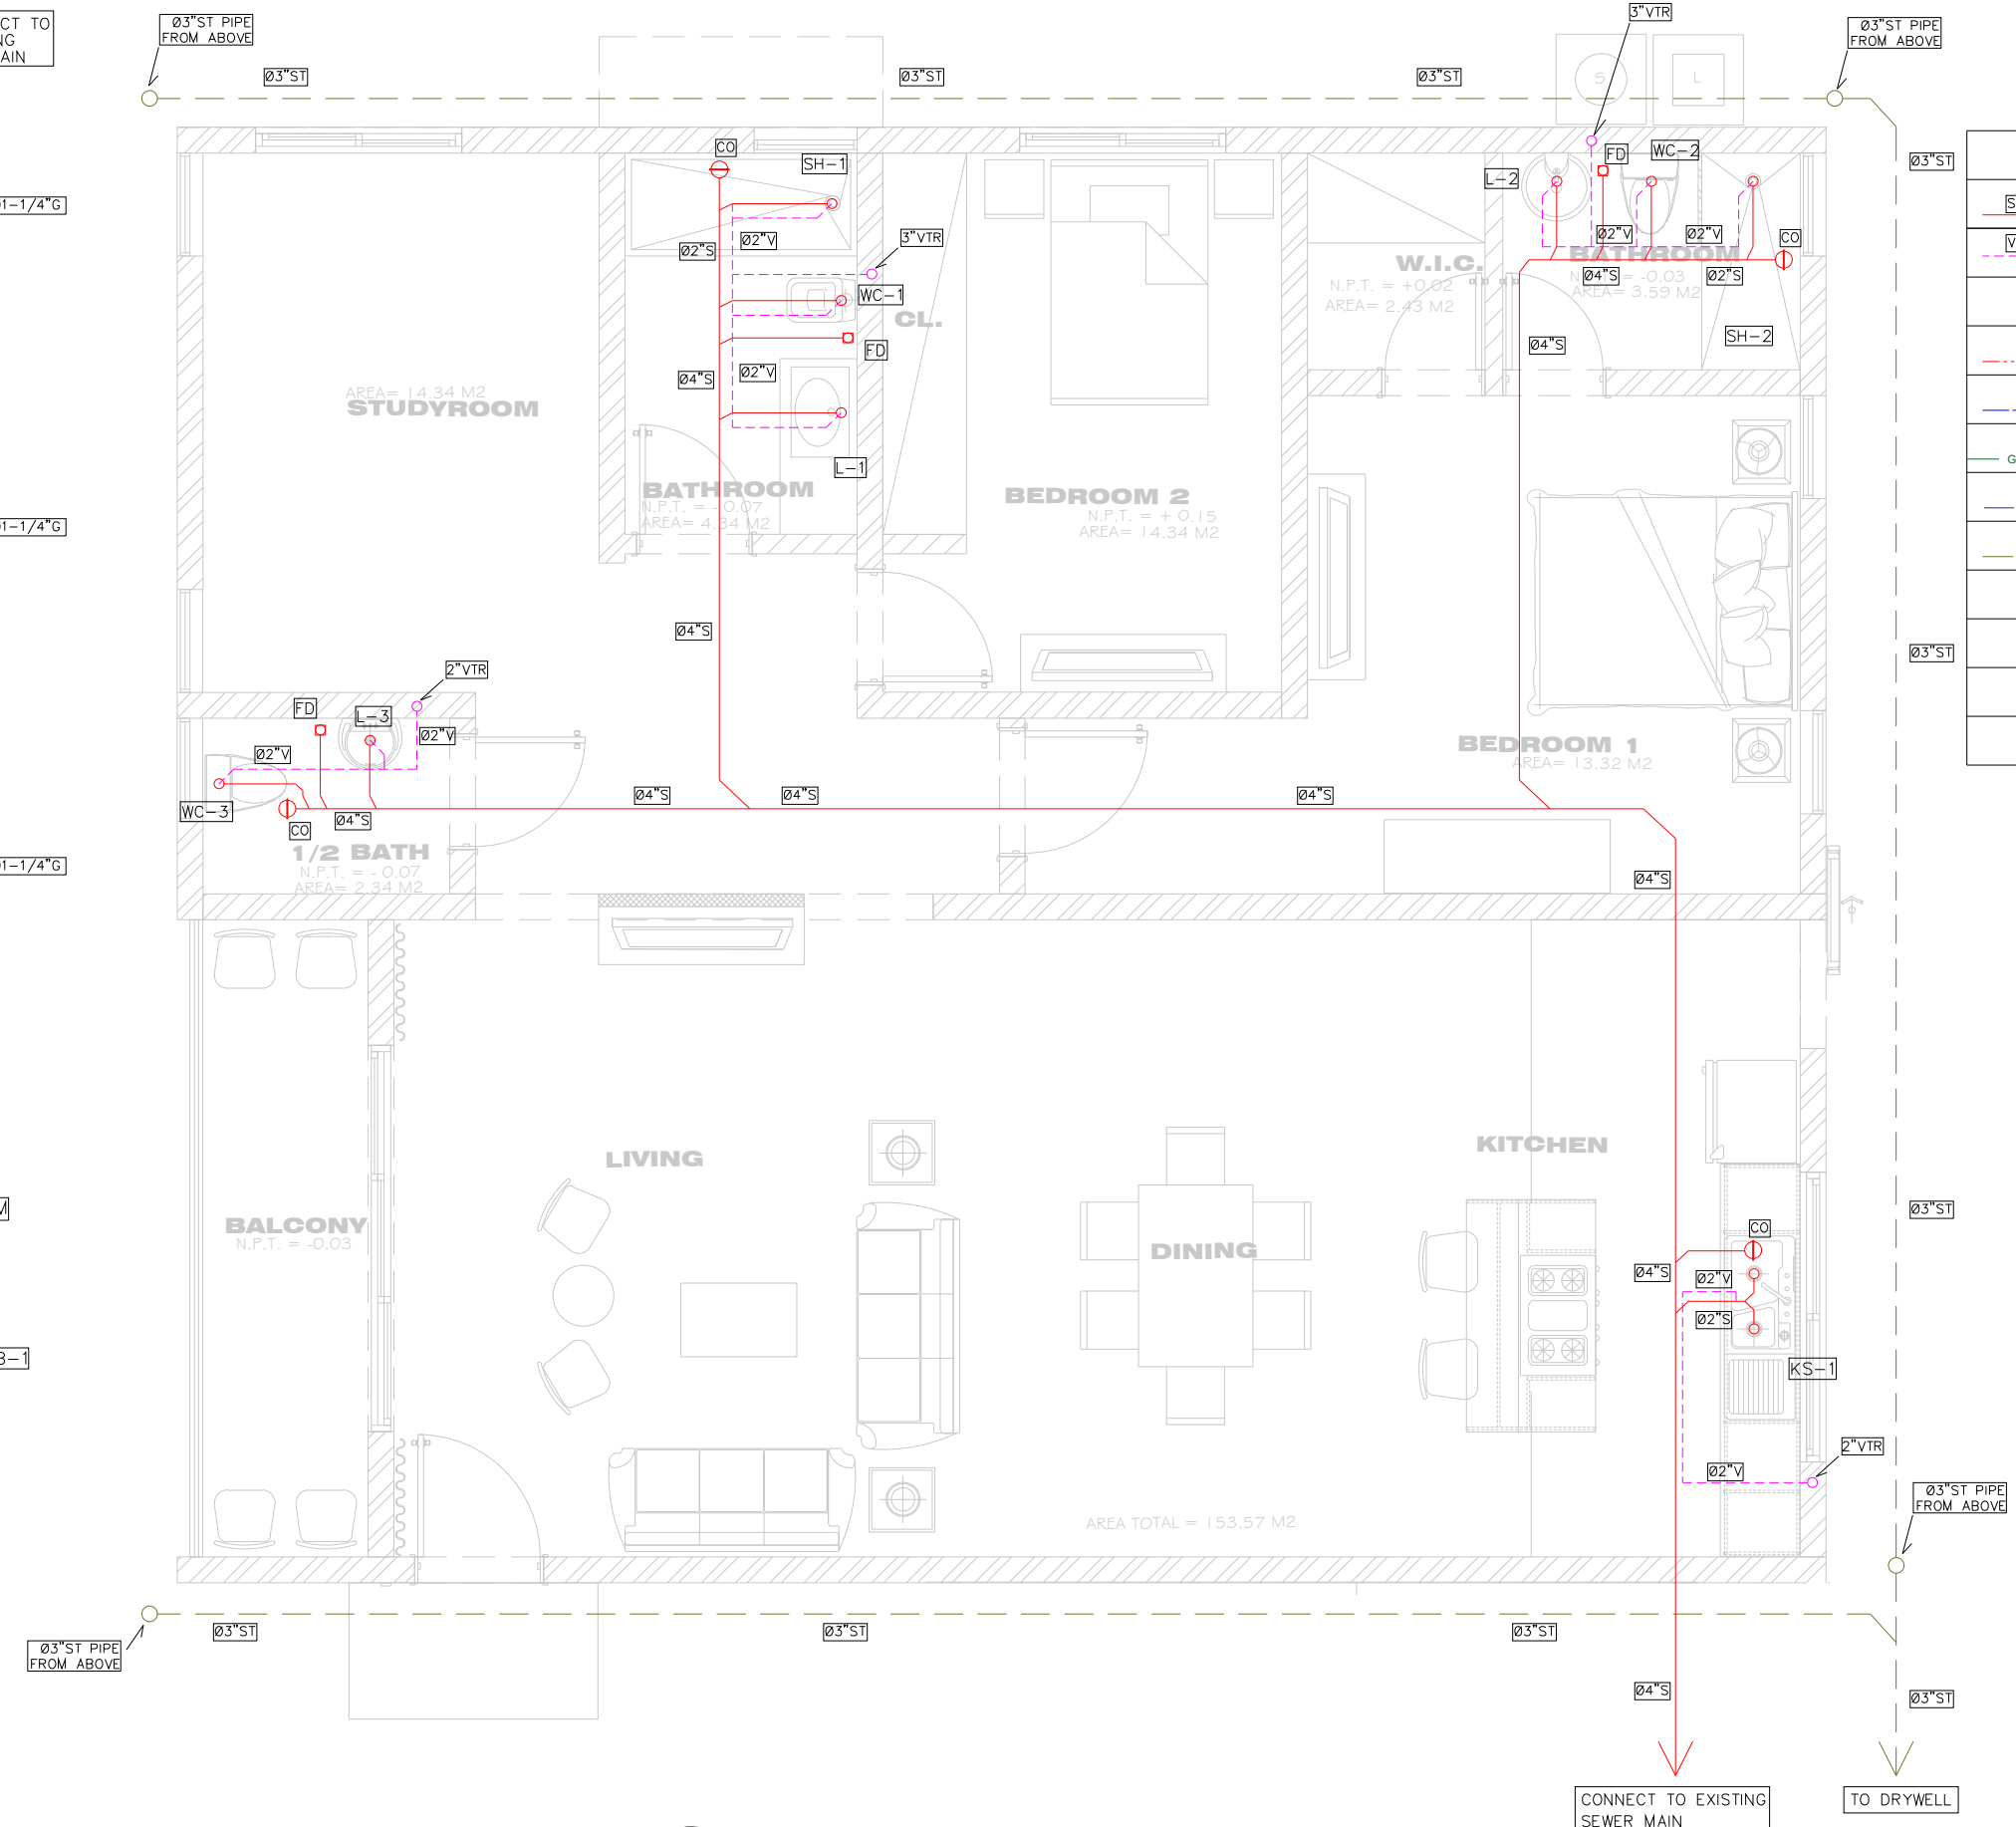 CT TO
NG
AIN
Ø3"ST PIPE
FROM ABOVE
3"VTR
Ø3"ST PIPE
FROM ABOVE
Ø3"ST
Ø3"ST
Ø3"ST
S
L
CO
SH-1
FD
WC-2
Ø3"ST
L-2
1-1/4"G
S
Ø2"S
Ø2"V
3"VTR
Ø2"V
Ø2"V
CO
V
BATHROOM
N.P.T. = -0.03
AREA= 3.59 M2
Ø4"S
Ø2"S
W.I.C.
N.P.T. = +0.02
AREA= 2.43 M2
WC-1
CL.
FD
SH-2
Ø4"S
Ø4"S
Ø2"V
AREA= 14.34 M2
STUDYROOM
L-1
G
BATHROOM
N.P.T. = - 0.07
AREA= 4.34 M2
BEDROOM 2
N.P.T. = + 0.15
AREA= 14.34 M2
1-1/4"G
Ø4"S
Ø3"ST
2"VTR
FD
L-3
Ø2"V
Ø2"V
BEDROOM 1
AREA= 13.32 M2
WC-3
CO
Ø4"S
Ø4"S
Ø4"S
Ø4"S
1/2 BATH
N.P.T. = - 0.07
AREA= 2.34 M2
1-1/4"G
Ø4"S
LIVING
KITCHEN
M
BALCONY
N.P.T. = -0.03
DINING
Ø3"ST
CO
Ø4"S
Ø2"V
Ø2"S
3-1
KS-1
2"VTR
Ø2"V
Ø3"ST PIPE
FROM ABOVE
AREA TOTAL = 153.57 M2
Ø3"ST PIPE
FROM ABOVE
Ø3"ST
Ø3"ST
Ø3"ST
Ø4"S
Ø3"ST
CONNECT TO EXISTING
SEWER MAIN
TO DRYWELL